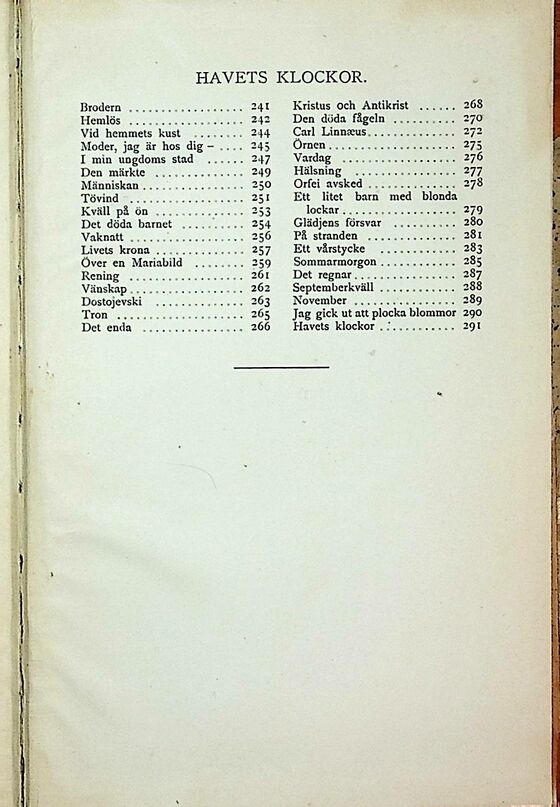 HAVETS KLOCKOR.
Brodern .................. 241
Hemlös .................. 242
Vid hemmets kust ........ 244
Moder, jag är hos dig – .... 245
I min ungdoms stad ...... 247
Den märkte .............. 249
Människan ................ 250
Tövind .................. 251
Kväll på ön .............. 253
Det döda barnet .......... 254
Vaknatt .................. 256
Livets krona .............. 257
Över en Mariabild ........ 259
Rening .................. 261
Vänskap .................. 262
Dostojevski .............. 263
Tron .................... 265
Det enda ................ 266
Kristus och Antikrist ...... 268
Den döda fågeln .......... 270
Carl Linnæus .............. 272
Örnen .................... 275
Vardag .................. 276
Hälsning ................ 277
Orfei avsked .............. 278
Ett litet barn med blonda
lockar .................. 279
Glädjens försvar .......... 280
På stranden .............. 281
Ett vårstycke ............ 283
Sommarmorgon ............ 285
Det regnar ................ 287
Septemberkväll ............ 288
November ................ 289
Jag gick ut att plocka blommor 290
Havets klockor ............ 291